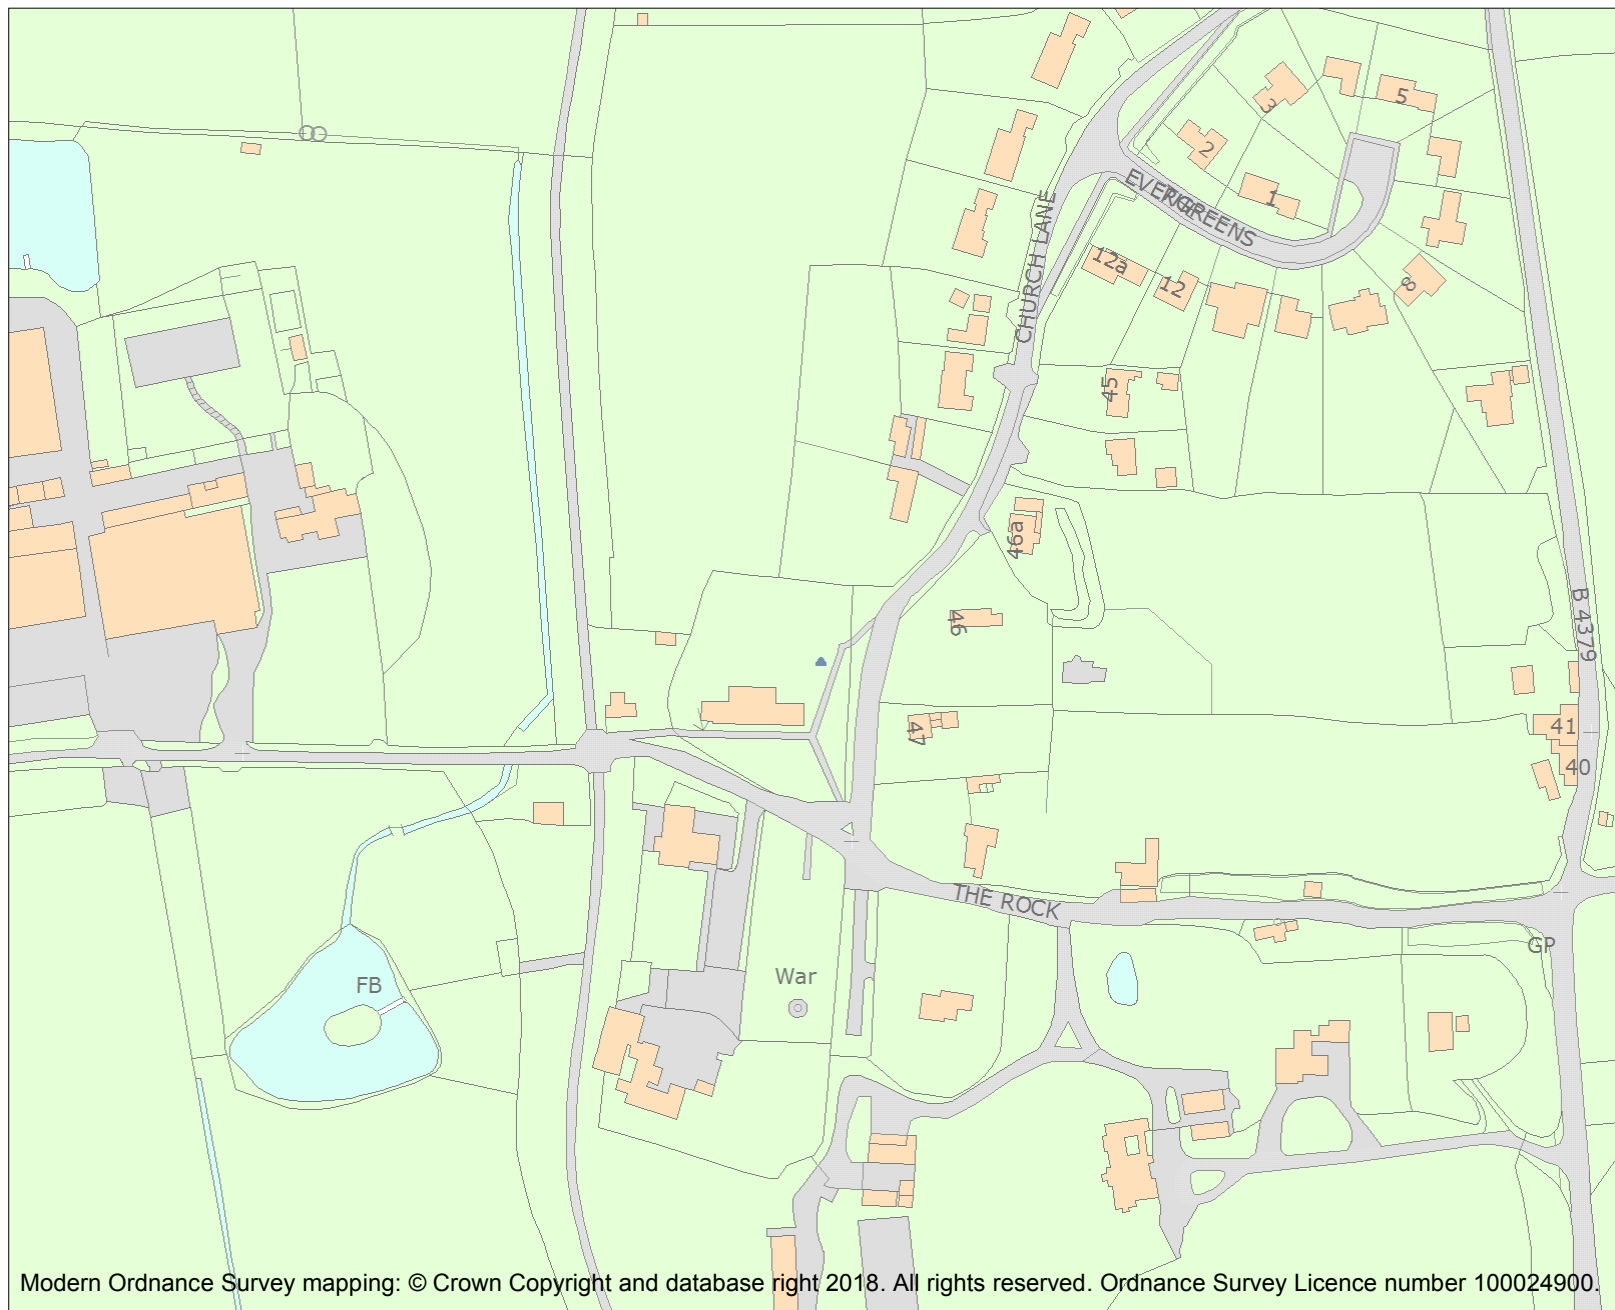 5
3
2
EVERGREENS
1
CHURCH LANE
12a
12
8
45
46a
46
B 4379
47
41
40
THE ROCK
GP
War
FB
Modern Ordnance Survey mapping: © Crown Copyright and database right 2018. All rights reserved. Ordnance Survey Licence number 100024900.